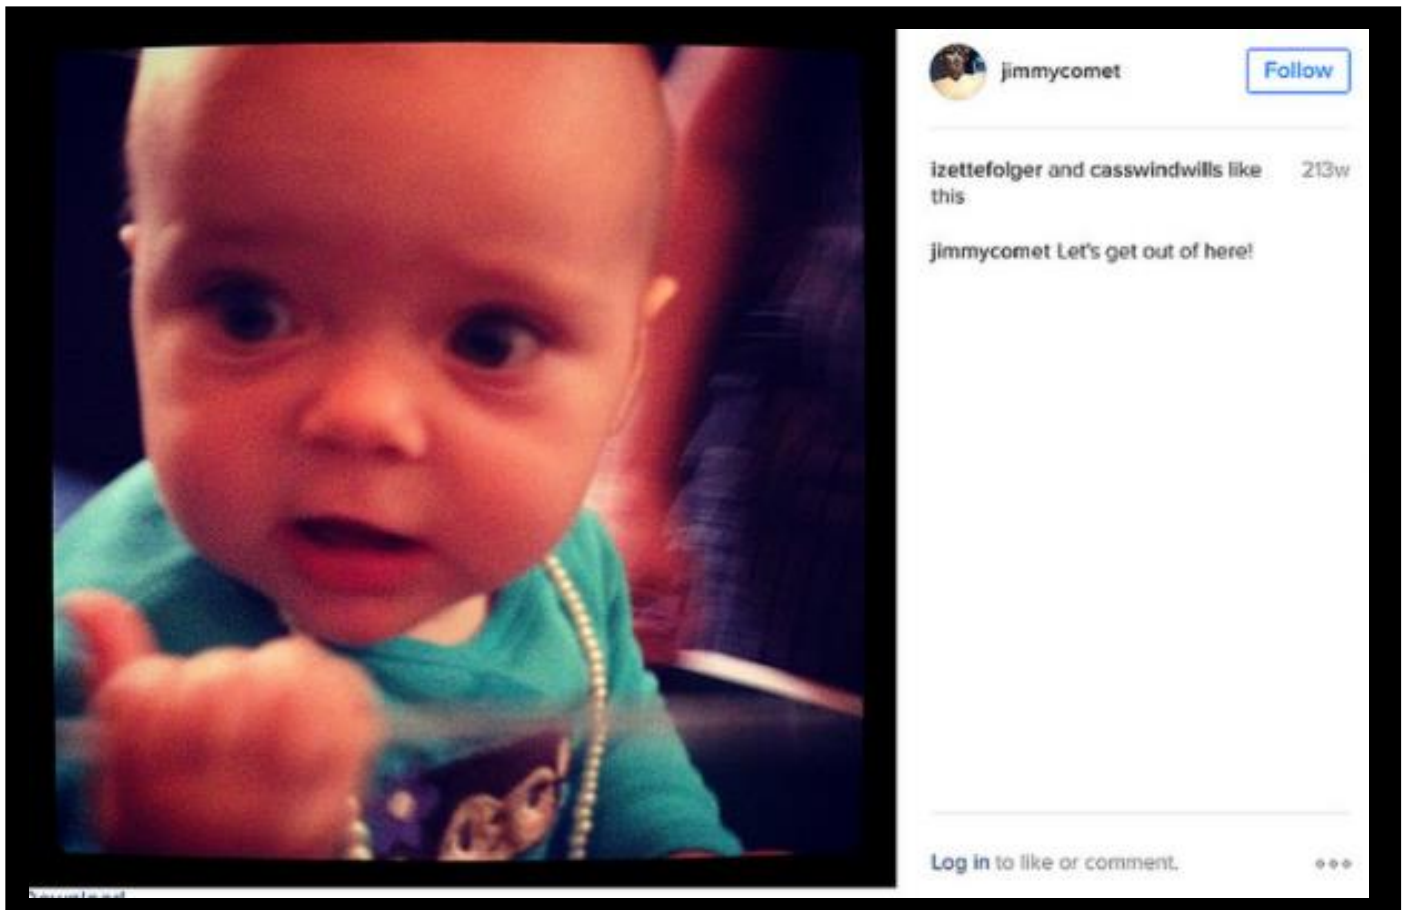 jimmycomet
Follow
izettefolger and casswindwills like 213w
this
jimmycomet Let's get out of here!
Log in to like or comment.